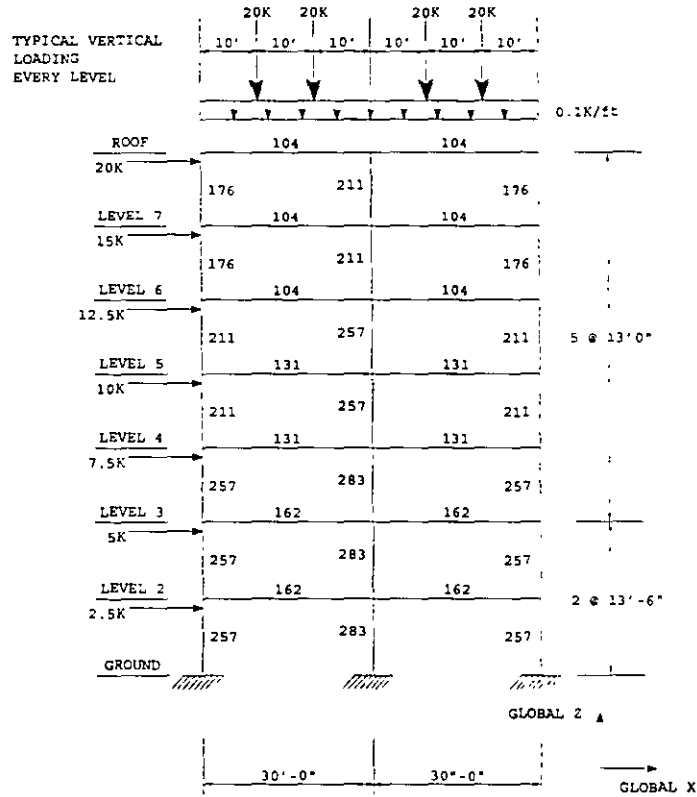 20K 20K 20K 20K
TYPICAL VERTICAL
LOADING
EVERY LEVEL
10' 10' 10' 10' 10' 10'
0.1K/ft
ROOF 104 104
20K
176 211 176
LEVEL 7 104 104
15K
176 211 176
LEVEL 6 104 104
12.5K
211 257 211
5 @ 13'0"
LEVEL 5 131 131
10K
211 257 211
LEVEL 4 131 131
7.5K
257 283 257
LEVEL 3 162 162
5K
257 283 257
LEVEL 2 162 162
2.5K
2 @ 13'-6"
257 283 257
GROUND
GLOBAL Z
30'-0" 30"-0"
GLOBAL X